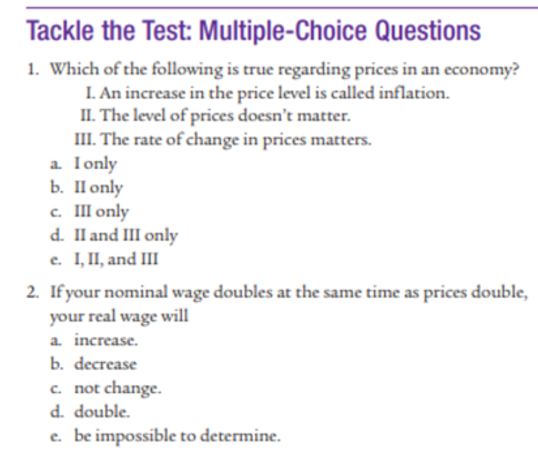 Tackle the Test: Multiple-Choice Questions
1. Which of the following is true regarding prices in an economy?
I. An increase in the price level is called inflation.
II. The level of prices doesn't matter.
III. The rate of change in prices matters.
a. I only
b. II only
c. III only
d. II and III only
e. I, II, and III
2. If your nominal wage doubles at the same time as prices double,
your real wage will
a. increase.
b. decrease
c. not change.
d. double.
e. be impossible to determine.